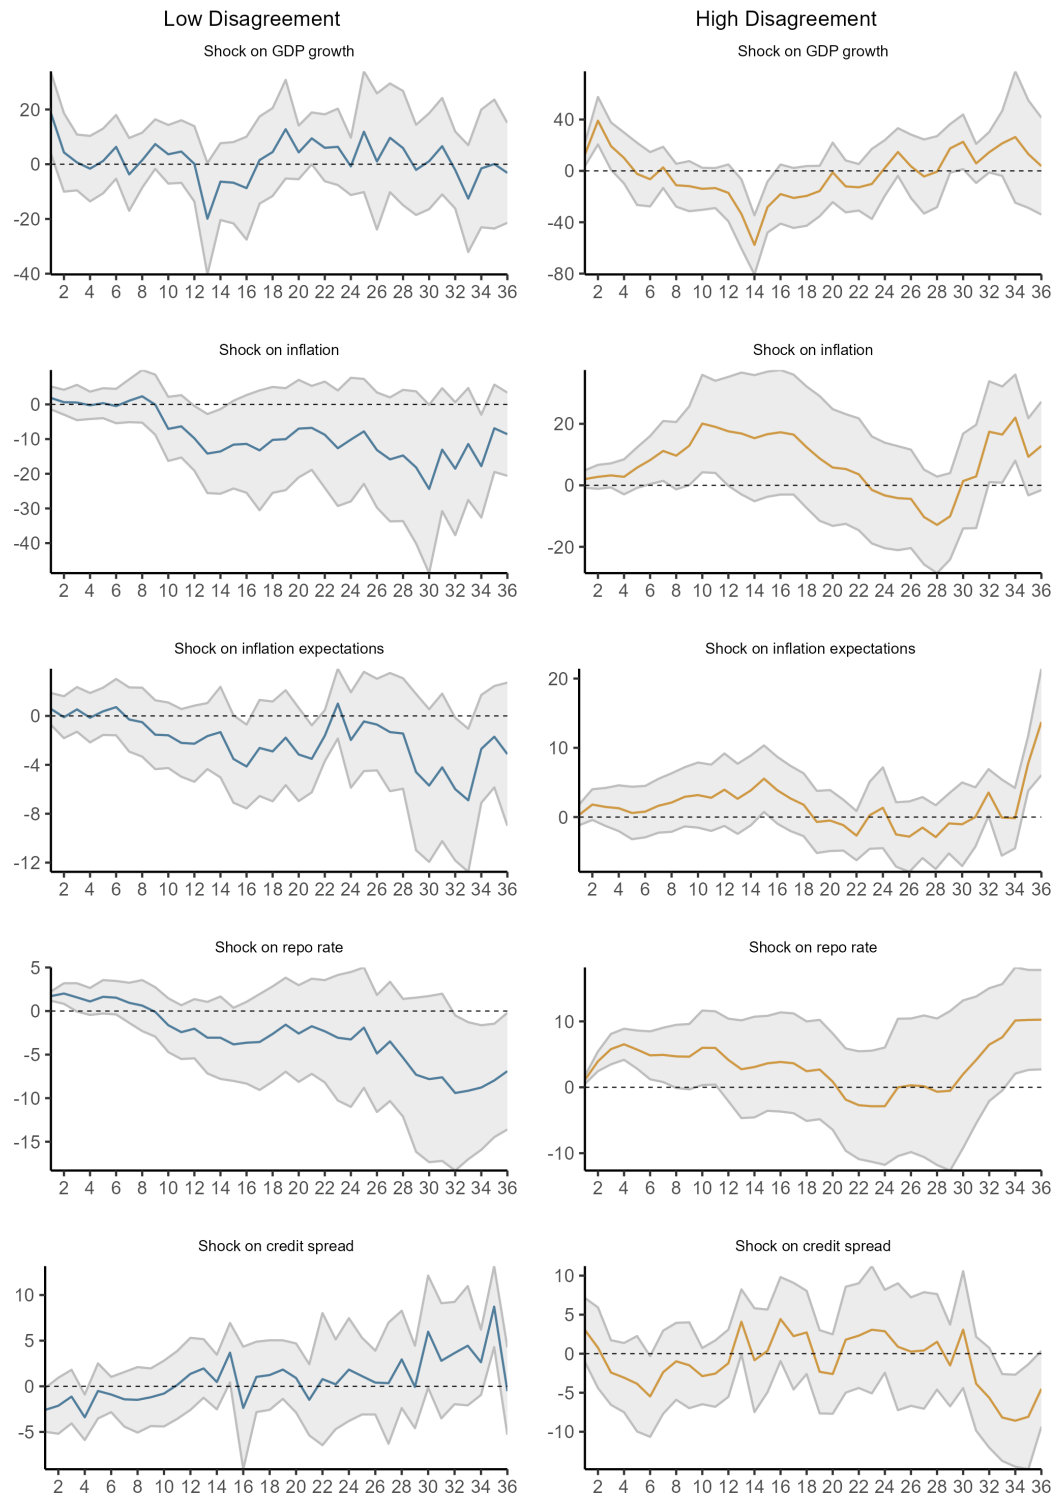 Low Disagreement
High Disagreement
Shock on GDP growth
Shock on GDP growth
20
0
-20
-40
2 4 6 8 10 12 14 16 18 20 22 24 26 28 30 32 34 36
40
0
-40
-80
2 4 6 8 10 12 14 16 18 20 22 24 26 28 30 32 34 36
Shock on inflation
Shock on inflation
0
-10
-20
-30
-40
2 4 6 8 10 12 14 16 18 20 22 24 26 28 30 32 34 36
20
0
-20
2 4 6 8 10 12 14 16 18 20 22 24 26 28 30 32 34 36
Shock on inflation expectations
Shock on inflation expectations
0
-4
-8
-12
2 4 6 8 10 12 14 16 18 20 22 24 26 28 30 32 34 36
20
10
0
2 4 6 8 10 12 14 16 18 20 22 24 26 28 30 32 34 36
Shock on repo rate
Shock on repo rate
5
0
-5
-10
-15
2 4 6 8 10 12 14 16 18 20 22 24 26 28 30 32 34 36
10
0
-10
2 4 6 8 10 12 14 16 18 20 22 24 26 28 30 32 34 36
Shock on credit spread
Shock on credit spread
10
5
0
-5
2 4 6 8 10 12 14 16 18 20 22 24 26 28 30 32 34 36
10
5
0
-5
-10
2 4 6 8 10 12 14 16 18 20 22 24 26 28 30 32 34 36